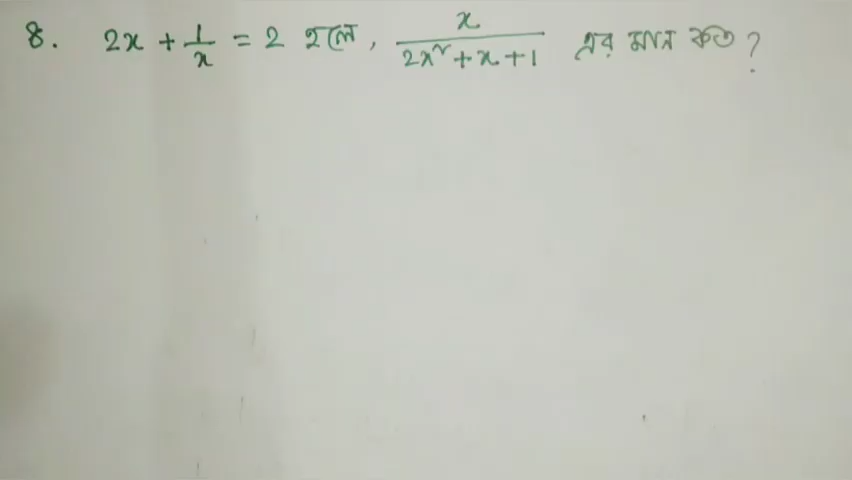 8. 2x + 1/x = 2 হলে, x/(2x² + x + 1) এর মান কত?